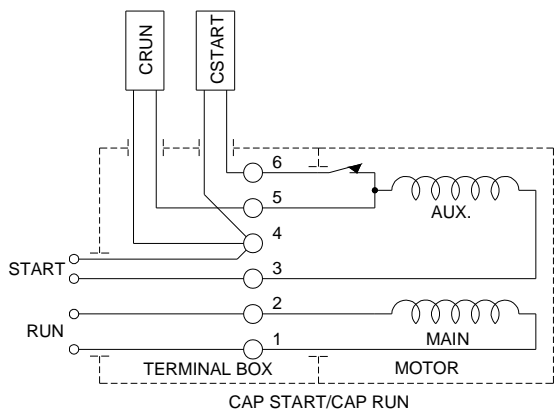 CRUN
CSTART
6
5
AUX.
4
START
3
2
RUN
MAIN
1
TERMINAL BOX
MOTOR
CAP START/CAP RUN